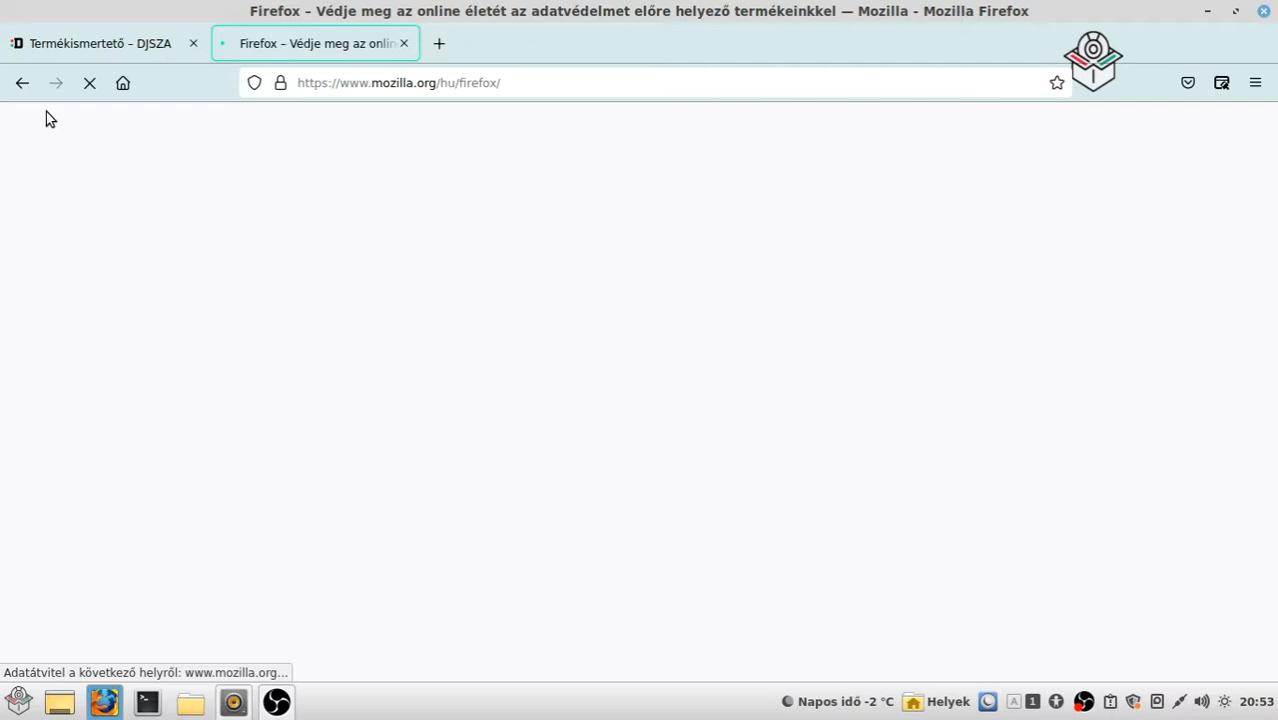 Firefox – Védje meg az online életét az adatvédelmet előre helyező termékeinkkel — Mozilla - Mozilla Firefox
Termékismertető – DJSZA
Firefox – Védje meg az onlin
https://www.mozilla.org/hu/firefox/
Adatátvitel a következő helyről: www.mozilla.org…
Napos idő -2 °C
Helyek
A
1
20:53